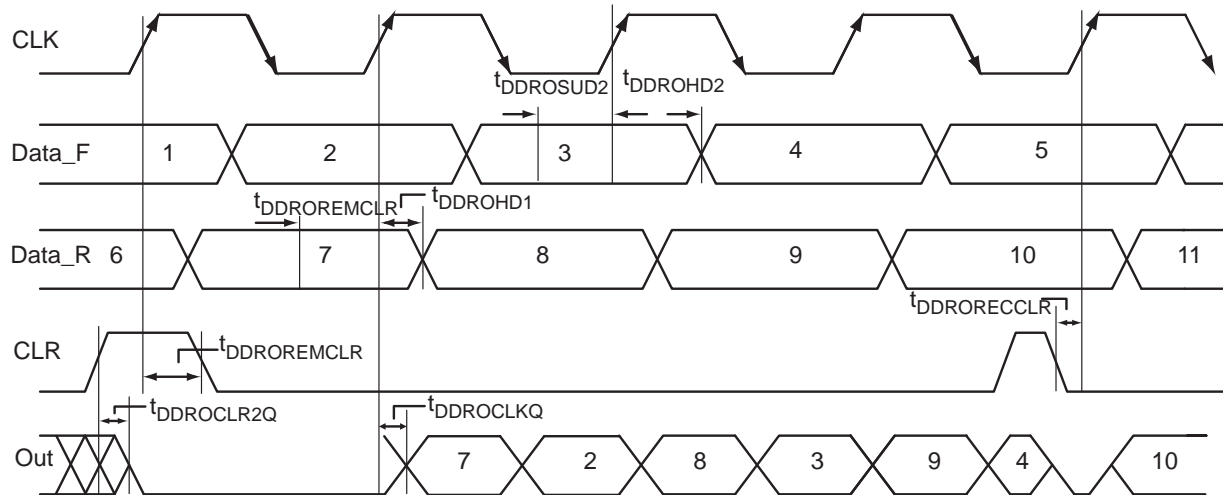 CLK
tDDROSUD2 tDDROHD2
Data_F 1 2 3 4 5
tDDROREMCLR tDDROHD1
Data_R 6 7 8 9 10 11
tDDRORECCLR
CLR
tDDROREMCLR
tDDROCLR2Q tDDROCLKQ
Out 7 2 8 3 9 4 10